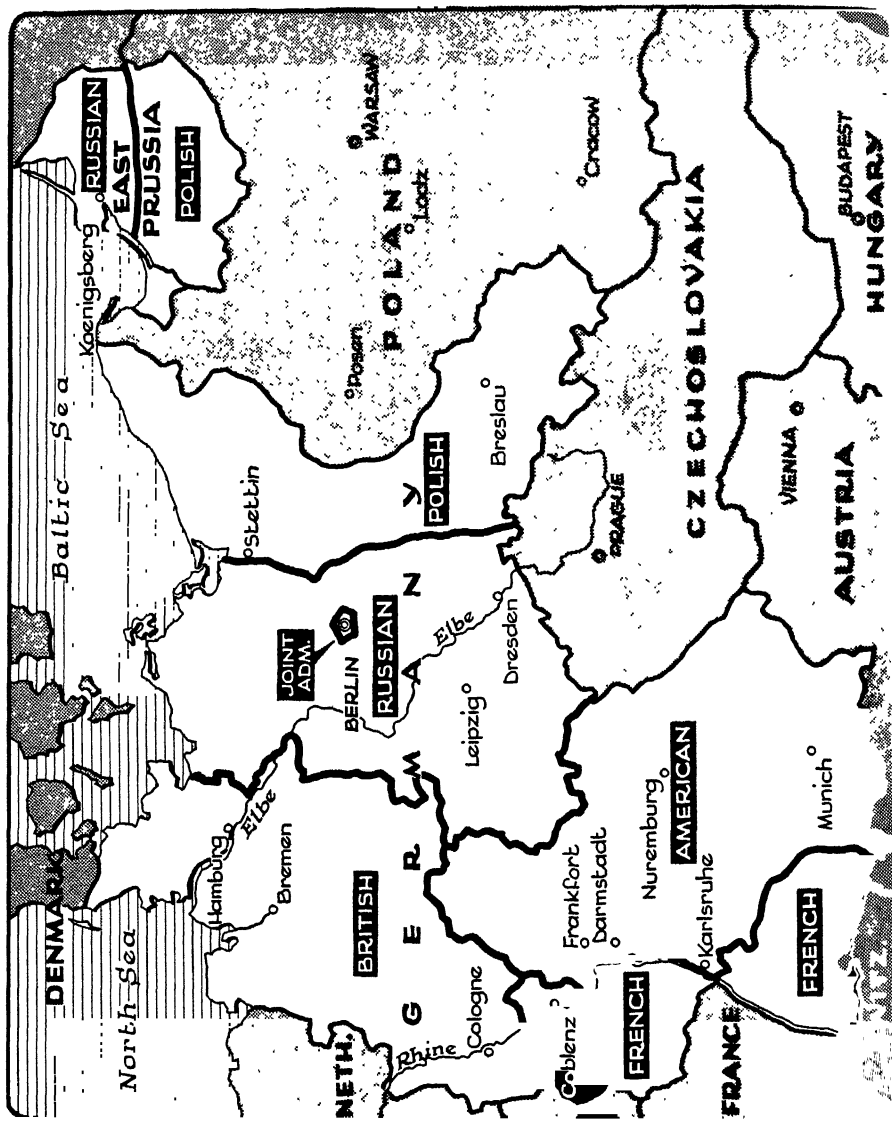 North Sea
Baltic Sea
DENMARK
Koenigsberg
RUSSIAN
EAST
PRUSSIA
POLISH
Hamburg
Elbe
Bremen
Stettin
JOINT
ADM.
BERLIN
WARSAW
Lodz
Posen
POLAND
NETH.
BRITISH
RUSSIAN
POLISH
GERMANY
Rhine
Cologne
Leipzig
Elbe
Dresden
Breslau
Cracow
blenz
Frankfort
Darmstadt
PRAGUE
FRENCH
Nuremburg
AMERICAN
CZECHOSLOVAKIA
Karlsruhe
FRANCE
Munich
FRENCH
VIENNA
AUSTRIA
BUDAPEST
HUNGARY